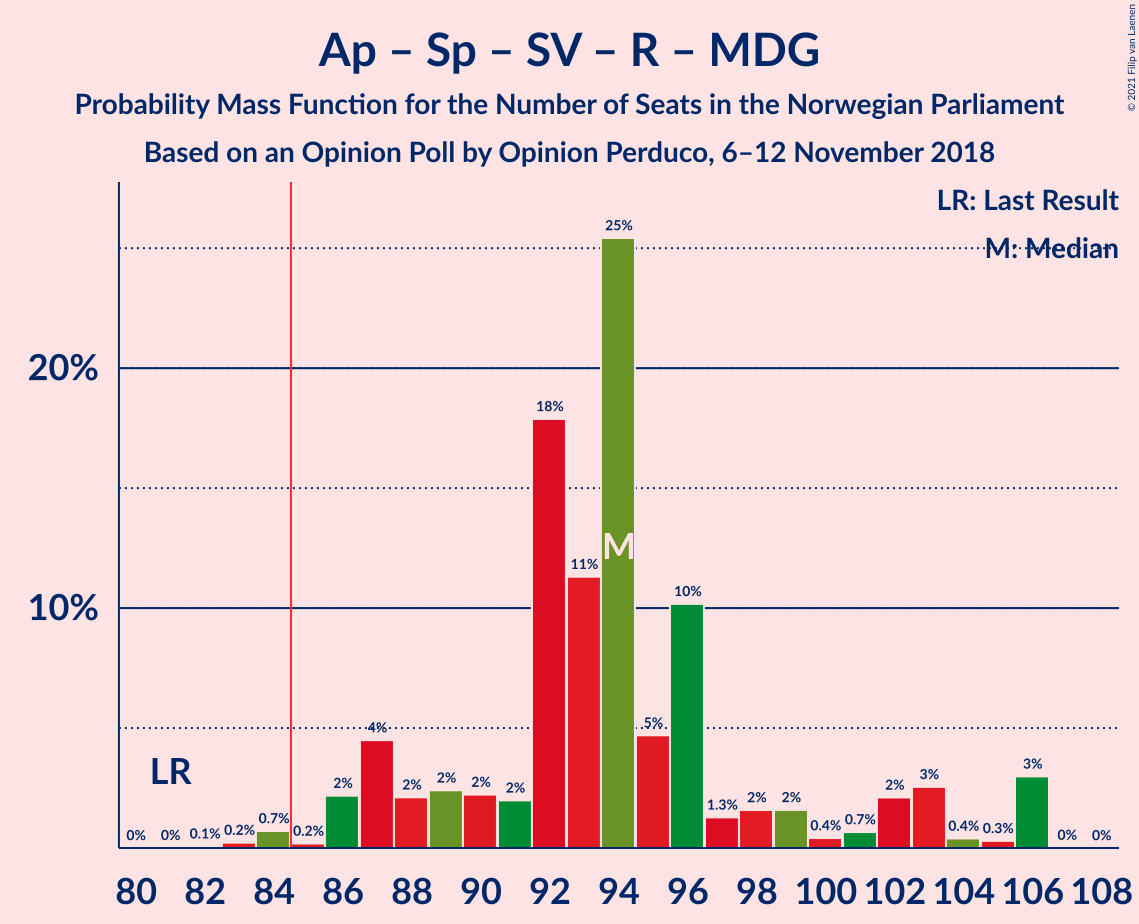 Ap – Sp – SV – R – MDG
Probability Mass Function for the Number of Seats in the Norwegian Parliament
Based on an Opinion Poll by Opinion Perduco, 6–12 November 2018
© 2021 Filip van Laenen
LR: Last Result
M: Median
20%
10%
LR
M
0% 0% 0.1% 0.2% 0.7% 0.2% 2% 4% 2% 2% 2% 2% 18% 11% 25% 5% 10% 1.3% 2% 2% 0.4% 0.7% 2% 3% 0.4% 0.3% 3% 0% 0%
80 82 84 86 88 90 92 94 96 98 100 102 104 106 108